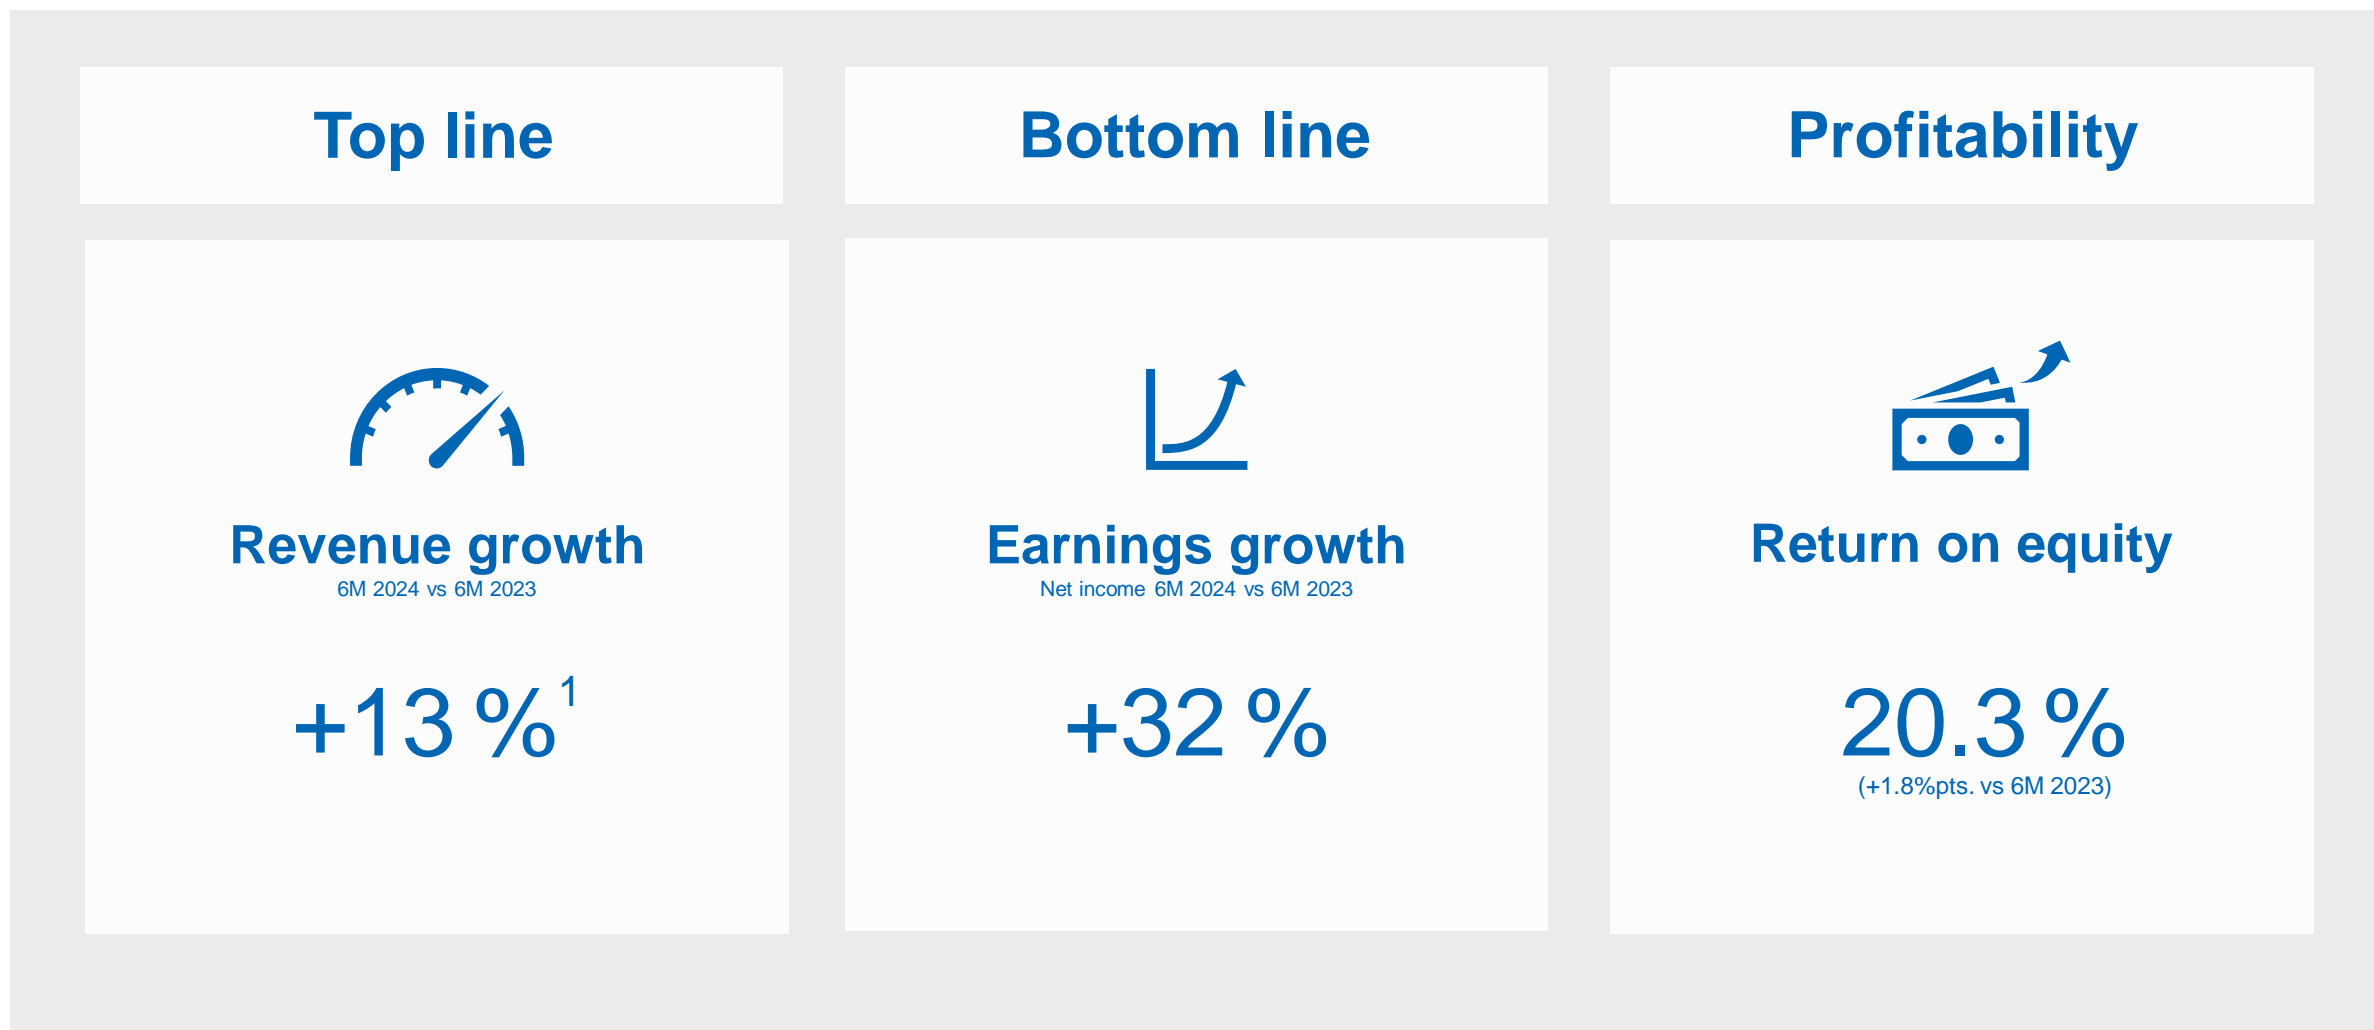 Top line
Bottom line
Profitability
Revenue growth
6M 2024 vs 6M 2023
+13 %1
Earnings growth
Net income 6M 2024 vs 6M 2023
+32 %
Return on equity
20.3 %
(+1.8%pts. vs 6M 2023)